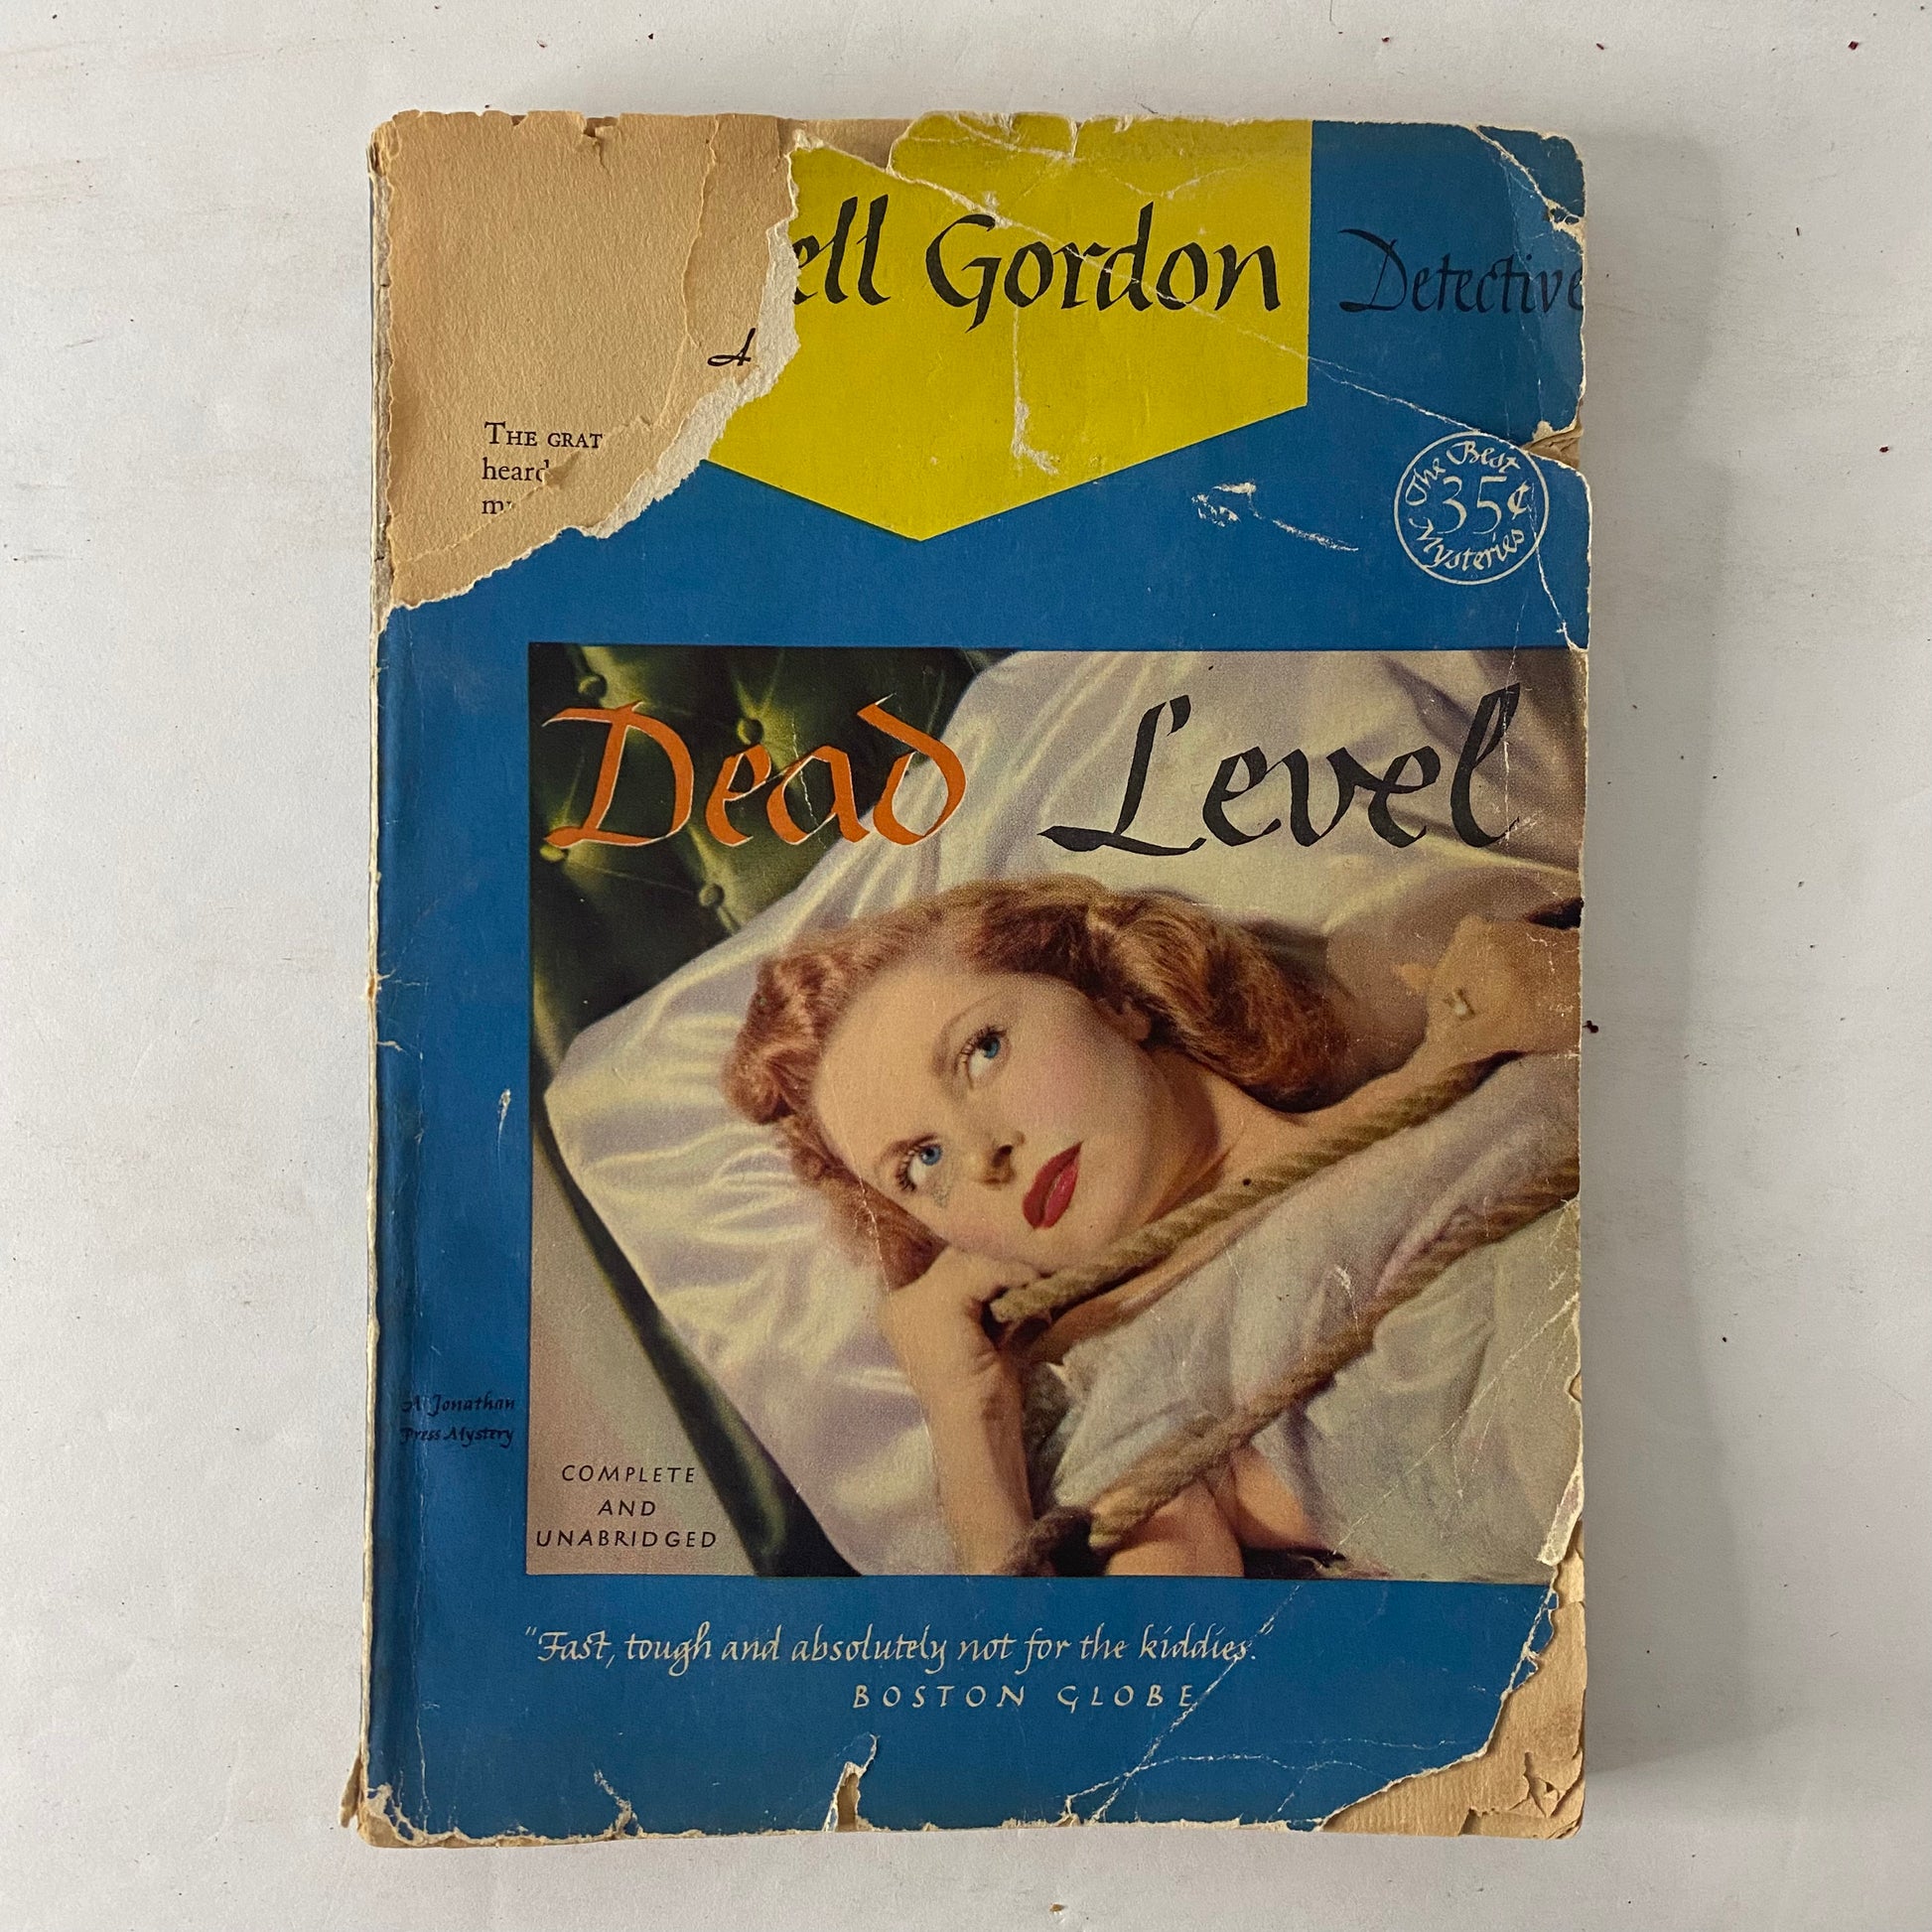 ell Gordon
Detective
A
THE GRAT
heard
The Best
35¢
Mysteries
Dead Level
A Jonathan
Press Mystery
COMPLETE
AND
UNABRIDGED
"Fast, tough and absolutely not for the kiddies."
BOSTON GLOBE